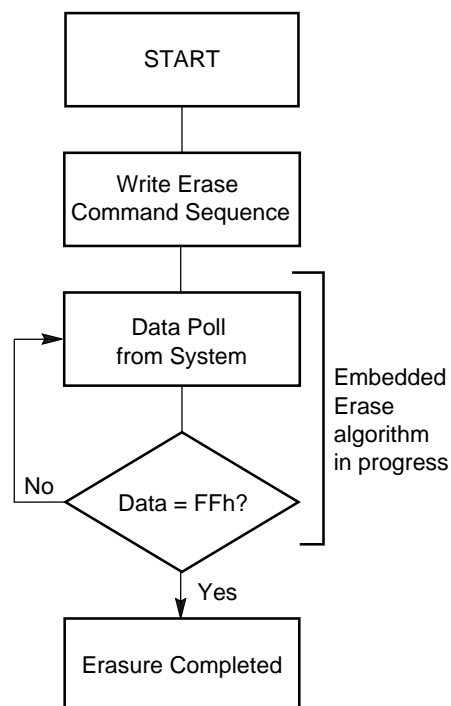 START
Write Erase
Command Sequence
Data Poll
from System
Embedded
Erase
algorithm
in progress
No
Data = FFh?
Yes
Erasure Completed